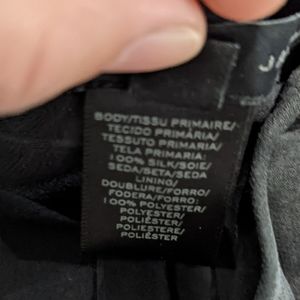 BODY/TISSU PRIMAIRE/
TECIDO PRIMÁRIA/
TESSUTO PRIMARIA/
TELA PRIMARIA:
100% SILK/SOIE/
SEDA/SETA/SEDA
LINING/
DOUBLURE/FORRO/
FODERA/FORRO:
100% POLYESTER/
POLYESTER/
POLIÉSTER/
POLIESTERE/
POLIÉSTER